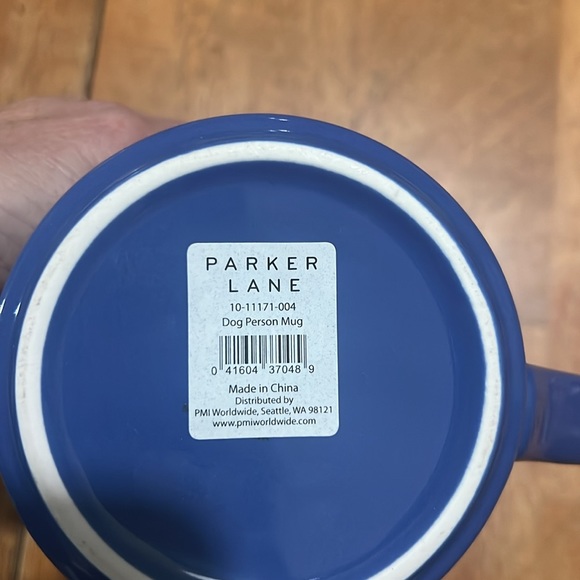 PARKER
LANE
10-11171-004
Dog Person Mug
0 41604 37048 9
Made in China
Distributed by
PMI Worldwide, Seattle, WA 98121
www.pmiworldwide.com